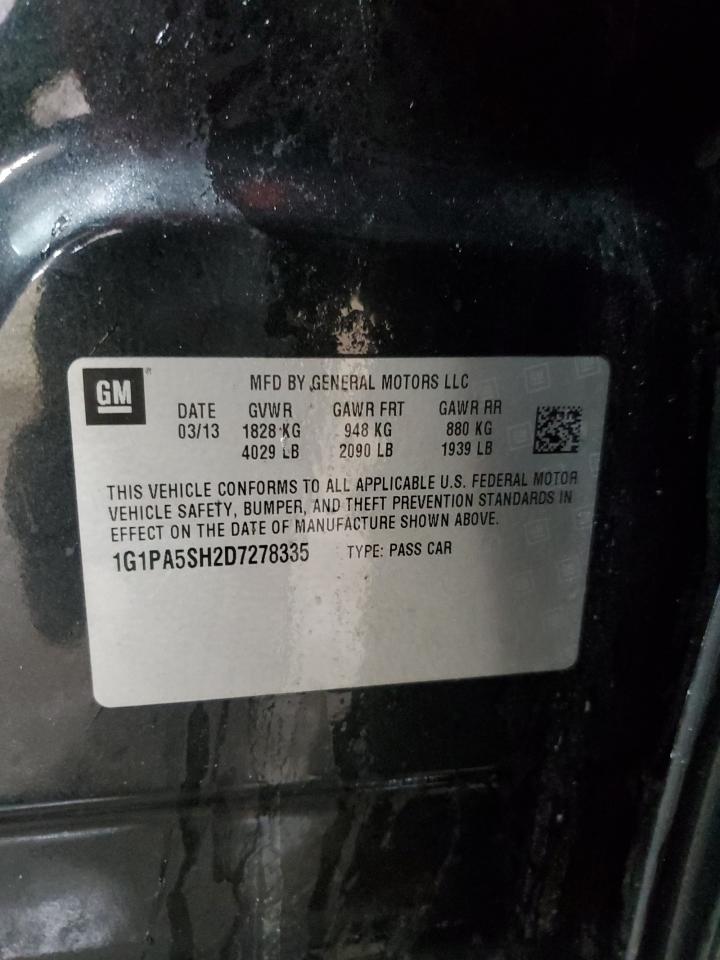 GM
MFD BY GENERAL MOTORS LLC
DATE GVWR GAWR FRT GAWR RR
03/13 1828 KG 948 KG 880 KG
4029 LB 2090 LB 1939 LB
THIS VEHICLE CONFORMS TO ALL APPLICABLE U.S. FEDERAL MOTOR
VEHICLE SAFETY, BUMPER, AND THEFT PREVENTION STANDARDS IN
EFFECT ON THE DATE OF MANUFACTURE SHOWN ABOVE.
1G1PA5SH2D7278335 TYPE: PASS CAR